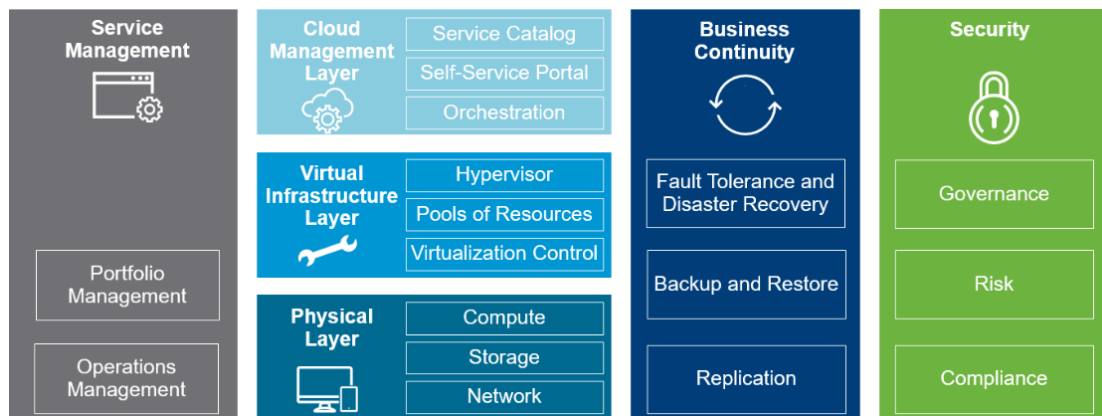 Service
Management
Portfolio
Management
Operations
Management
Cloud
Management
Layer
Service Catalog
Self-Service Portal
Orchestration
Virtual
Infrastructure
Layer
Hypervisor
Pools of Resources
Virtualization Control
Physical
Layer
Compute
Storage
Network
Business
Continuity
Fault Tolerance and
Disaster Recovery
Backup and Restore
Replication
Security
Governance
Risk
Compliance